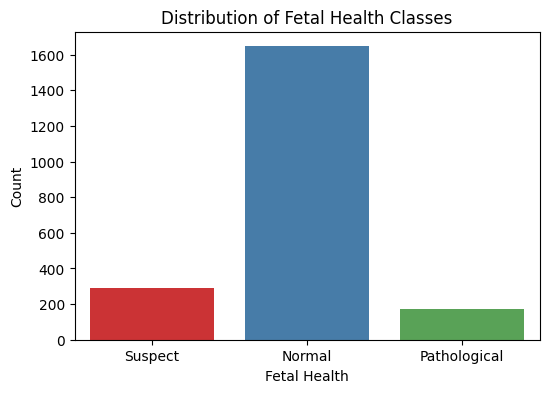 Distribution of Fetal Health Classes
1600
1400
1200
1000
800
600
400
200
0
Count
Suspect Normal Pathological
Fetal Health